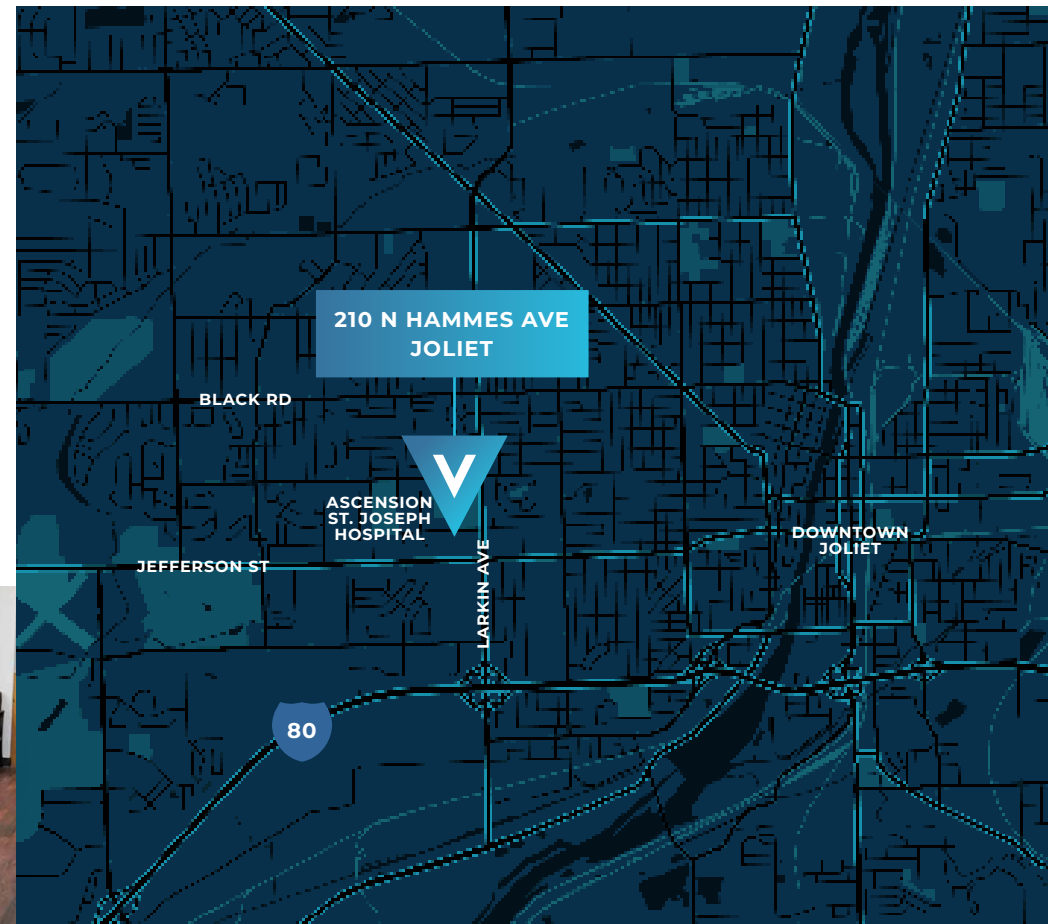 210 N HAMMES AVE
JOLIET
BLACK RD
ASCENSION
ST. JOSEPH
HOSPITAL
LARKIN AVE
DOWNTOWN
JOLIET
JEFFERSON ST
80